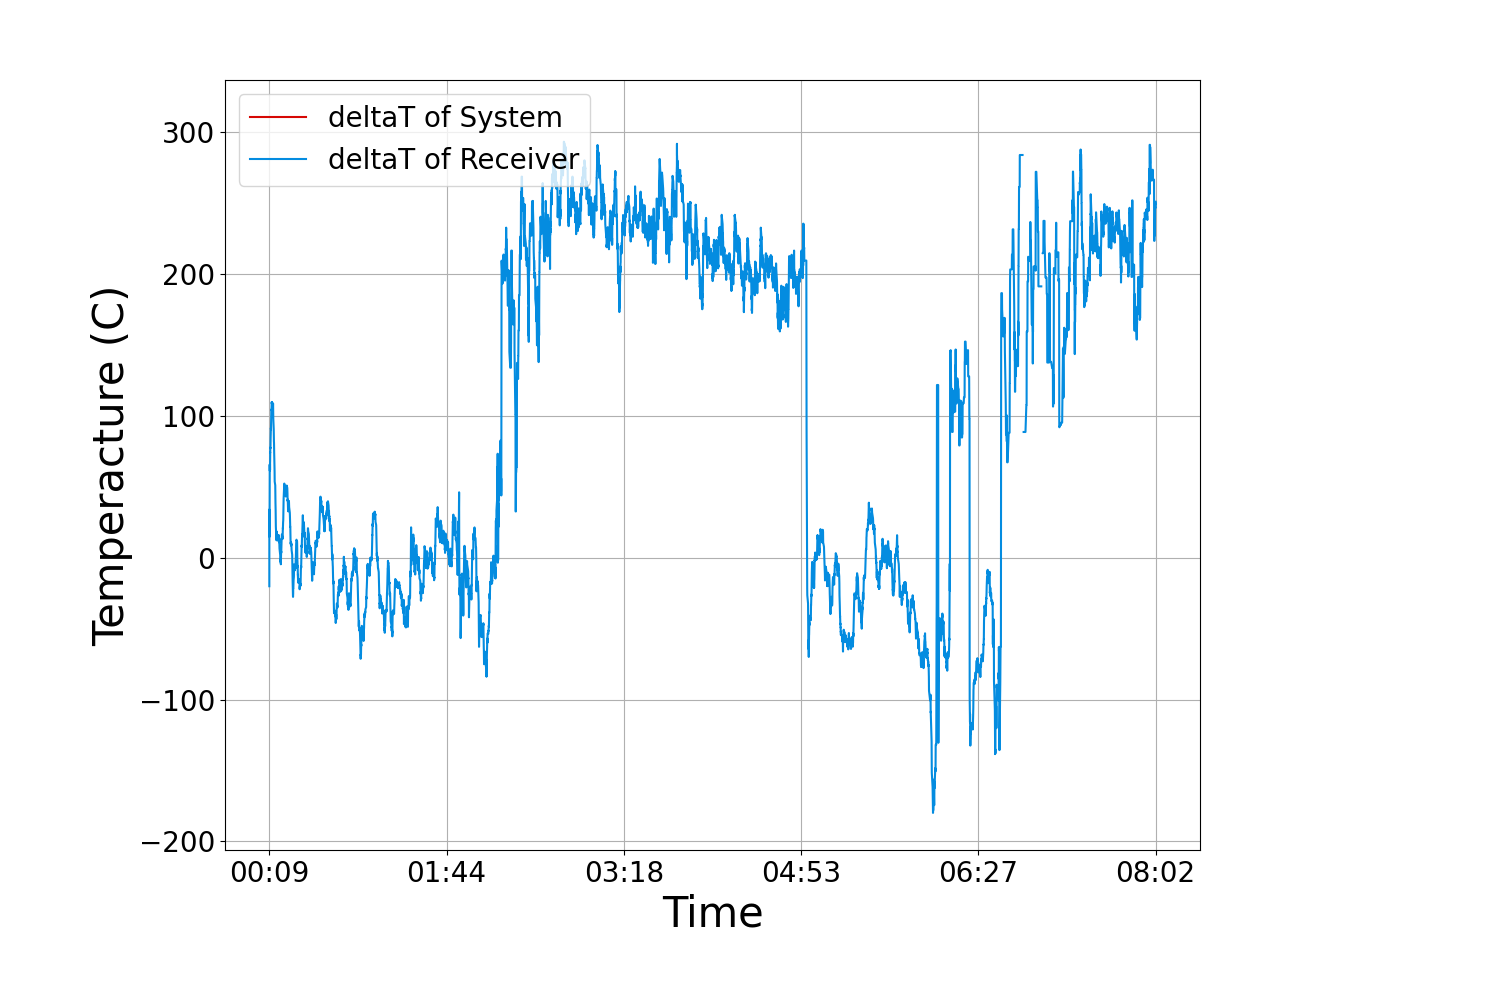 deltaT of System
deltaT of Receiver
300
200
100
0
−100
−200
Temperacture (C)
00:09 01:44 03:18 04:53 06:27 08:02
Time